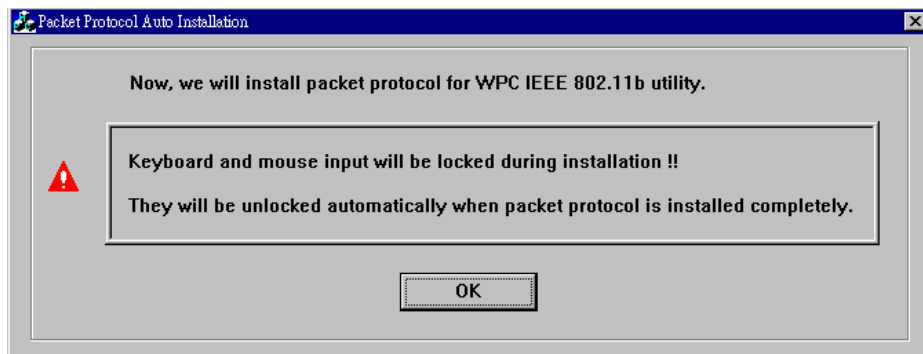 Packet Protocol Auto Installation
Now, we will install packet protocol for WPC IEEE 802.11b utility.
Keyboard and mouse input will be locked during installation !!
They will be unlocked automatically when packet protocol is installed completely.
OK